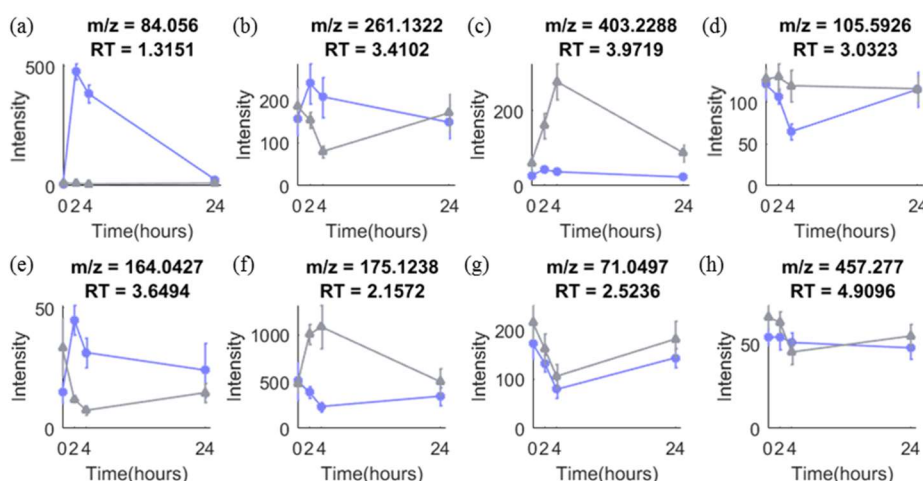 (a) m/z = 84.056
RT = 1.3151
500
0
Intensity
0 2 4 24
Time(hours)
(b) m/z = 261.1322
RT = 3.4102
200
100
0
Intensity
0 2 4 24
Time(hours)
(c) m/z = 403.2288
RT = 3.9719
200
0
Intensity
0 2 4 24
Time(hours)
(d) m/z = 105.5926
RT = 3.0323
100
50
0
Intensity
0 2 4 24
Time(hours)
(e) m/z = 164.0427
RT = 3.6494
50
0
Intensity
0 2 4 24
Time(hours)
(f) m/z = 175.1238
RT = 2.1572
1000
500
0
Intensity
0 2 4 24
Time(hours)
(g) m/z = 71.0497
RT = 2.5236
200
100
0
Intensity
0 2 4 24
Time(hours)
(h) m/z = 457.277
RT = 4.9096
50
0
Intensity
0 2 4 24
Time(hours)